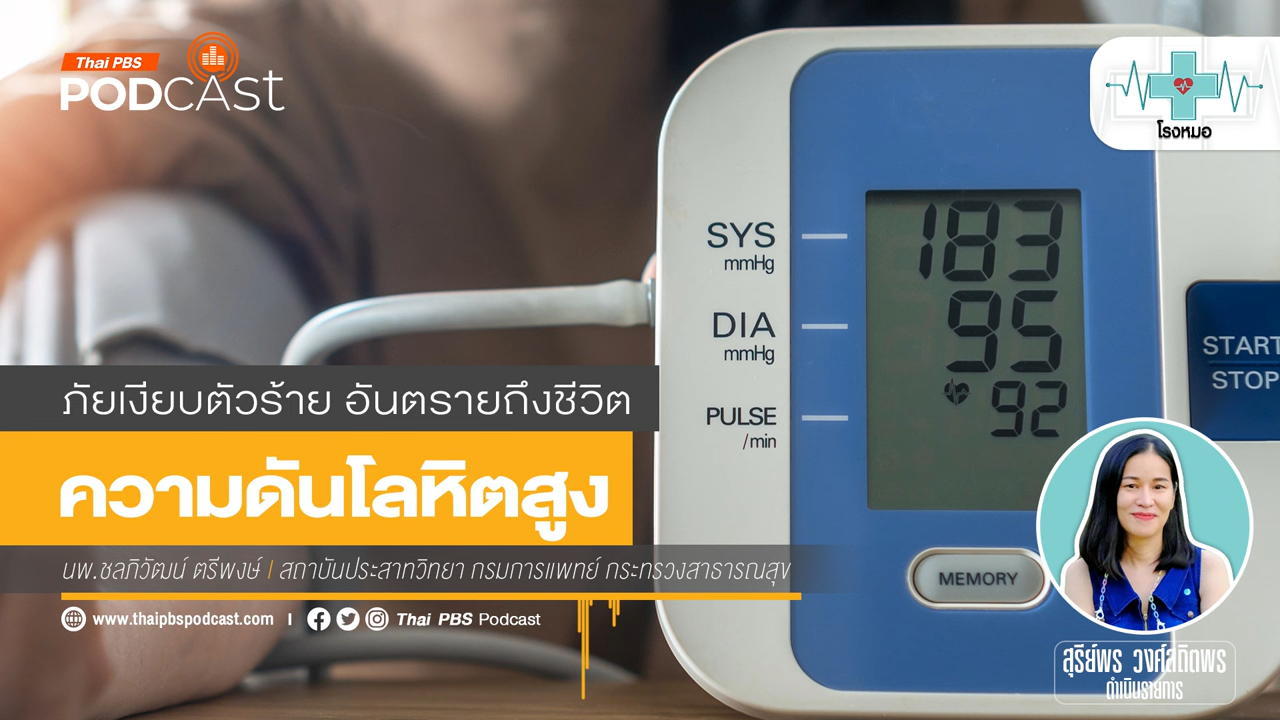 Thai PBS
PODCAST
โรงหมอ
SYS
mmHg
183
DIA
mmHg
95
PULSE
/min
92
START
STOP
MEMORY
ภัยเงียบตัวร้าย อันตรายถึงชีวิต
ความดันโลหิตสูง
นพ.ชลภิวัฒน์ ตรีพงษ์ | สถาบันประสาทวิทยา กรมการแพทย์ กระทรวงสาธารณสุข
www.thaipbspodcast.com | Thai PBS Podcast
สุรีย์พร วงศ์สถิตพร
ดำเนินรายการ